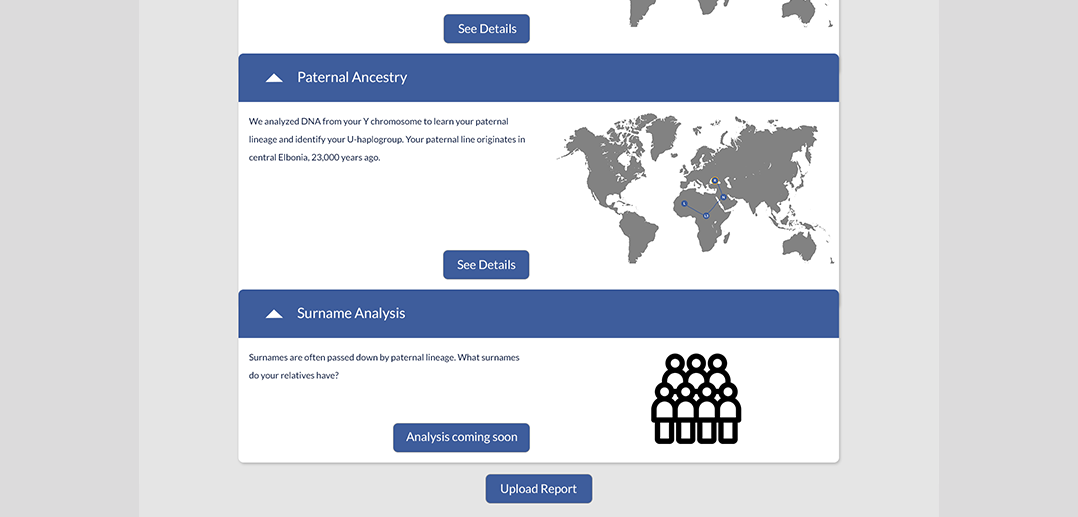 See Details
Paternal Ancestry
We analyzed DNA from your Y chromosome to learn your paternal
lineage and identify your U-haplogroup. Your paternal line originates in
central Elbonia, 23,000 years ago.
See Details
Surname Analysis
Surnames are often passed down by paternal lineage. What surnames
do your relatives have?
Analysis coming soon
Upload Report